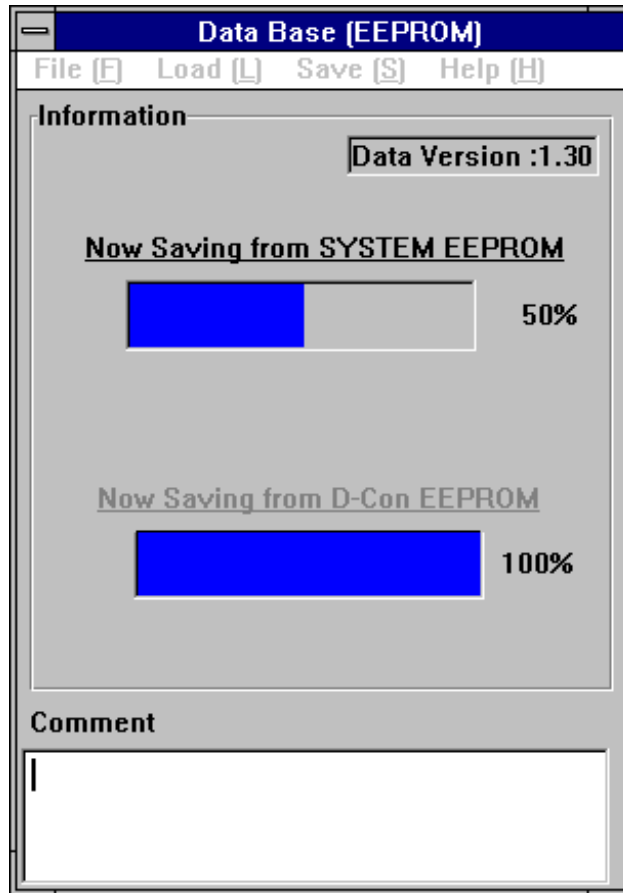 Data Base (EEPROM)
File (F) Load (L) Save (S) Help (H)
Information
Data Version :1.30
Now Saving from SYSTEM EEPROM
50%
Now Saving from D-Con EEPROM
100%
Comment